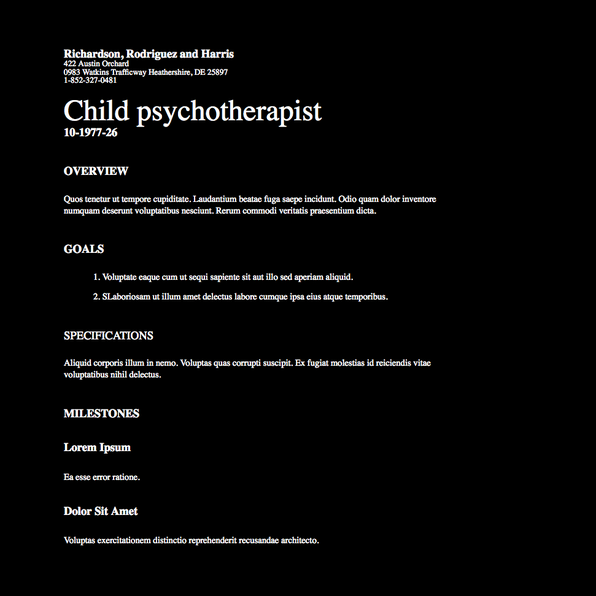 Richardson, Rodriguez and Harris
422 Austin Orchard
0983 Watkins Trafficway Heathershire, DE 25897
1-852-327-0481
Child psychotherapist
10-1977-26
OVERVIEW
Quos tenetur ut tempore cupiditate. Laudantium beatae fuga saepe incidunt. Odio quam dolor inventore
numquam deserunt voluptatibus nesciunt. Rerum commodi veritatis praesentium dicta.
GOALS
1. Voluptate eaque cum ut sequi sapiente sit aut illo sed aperiam aliquid.
2. SLaboriosam ut illum amet delectus labore cumque ipsa eius atque temporibus.
SPECIFICATIONS
Aliquid corporis illum in nemo. Voluptas quas corrupti suscipit. Ex fugiat molestias id reiciendis vitae
voluptatibus nihil delectus.
MILESTONES
Lorem Ipsum
Ea esse error ratione.
Dolor Sit Amet
Voluptas exercitationem distinctio reprehenderit recusandae architecto.